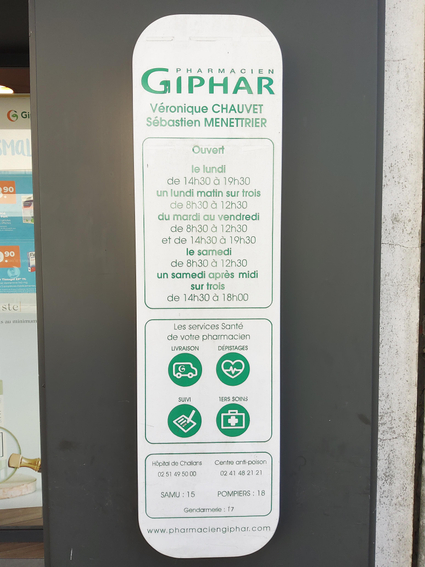 PHARMACIEN
GIPHAR
Véronique CHAUVET
Sébastien MENETTRIER
Ouvert
le lundi
de 14h30 à 19h30
un lundi matin sur trois
de 8h30 à 12h30
du mardi au vendredi
de 8h30 à 12h30
et de 14h30 à 19h30
le samedi
de 8h30 à 12h30
un samedi après midi
sur trois
de 14h30 à 18h00
Les services Santé
de votre pharmacien
LIVRAISON DÉPISTAGES
SUIVI 1ERS SOINS
Hôpital de Challans Centre anti-poison
02 51 49 50 00 02 41 48 21 21
SAMU : 15 POMPIERS : 18
Gendarmerie : 17
www.pharmaciengiphar.com
Gi
90
90